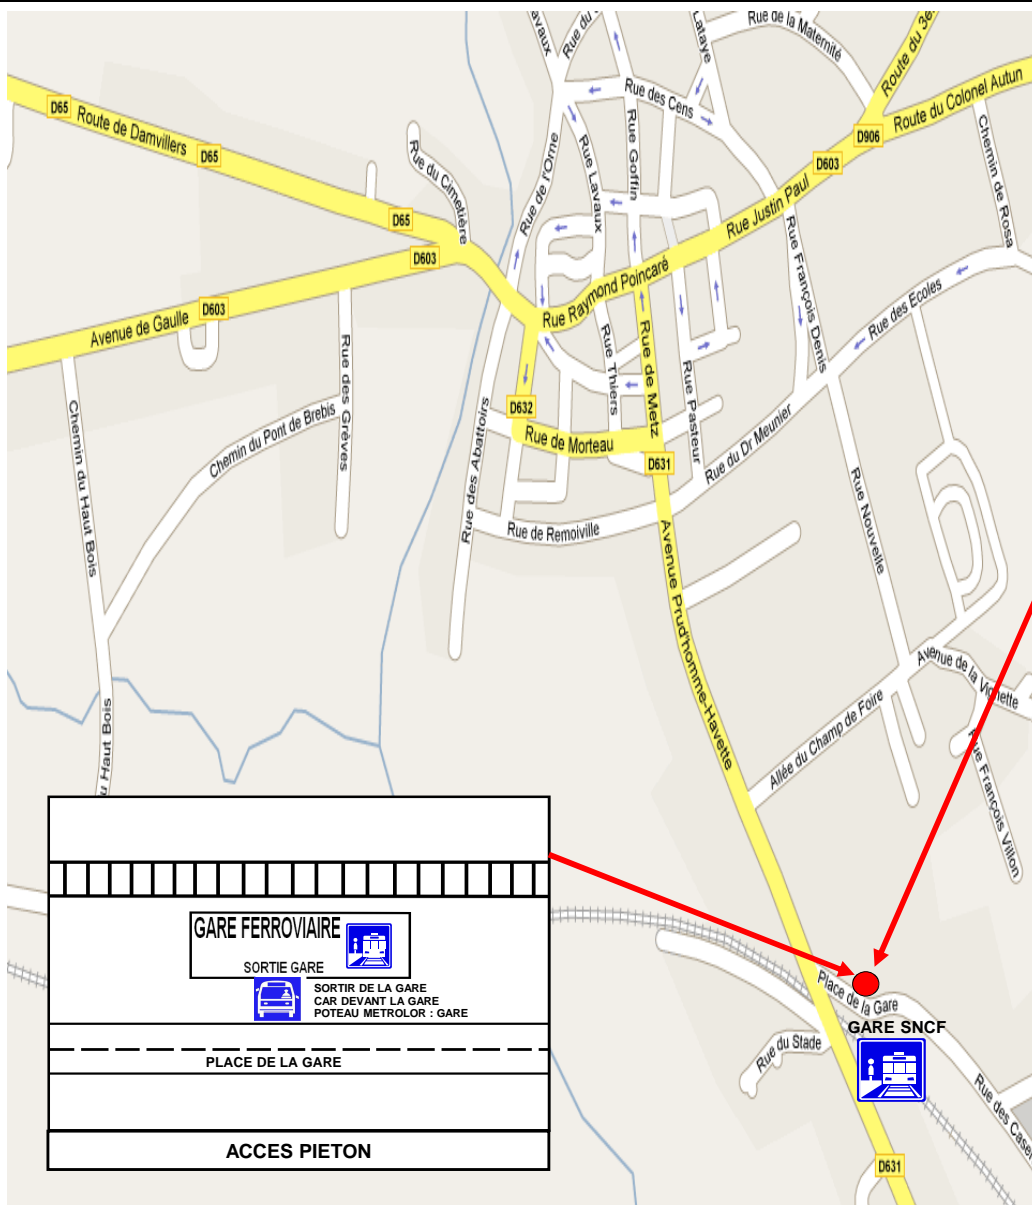 Lavaux
Rue du
Lataye
Rue de la Maternité
Route du 3e
Rue des Cens
D65
Route de Damvillers
D65
Rue du Cimetière
Rue de l'Orne
Rue Lavaux
Rue Goffin
D906
Route du Colonel Autun
D603
Chemin de Rosa
D65
D603
Rue Justin Paul
Rue Raymond Poincaré
Rue François Denis
Rue des Ecoles
Avenue de Gaulle
D603
Rue des Grèves
Rue Thiers
Rue de Metz
Rue Pasteur
D632
Rue de Morteau
D631
Rue du Dr Meunier
Chemin du Haut Bois
Chemin du Pont de Brebis
Rue des Abattoirs
Rue de Remoiville
Rue Nouvelle
Avenue Prud'homme-Havette
Avenue de la Vignette
Allée du Champ de Foire
Rue François Villon
u Haut Bois
GARE FERROVIAIRE
SORTIE GARE
SORTIR DE LA GARE
CAR DEVANT LA GARE
POTEAU METROLOR : GARE
PLACE DE LA GARE
ACCES PIETON
Place de la Gare
GARE SNCF
Rue du Stade
Rue des Caser
D631